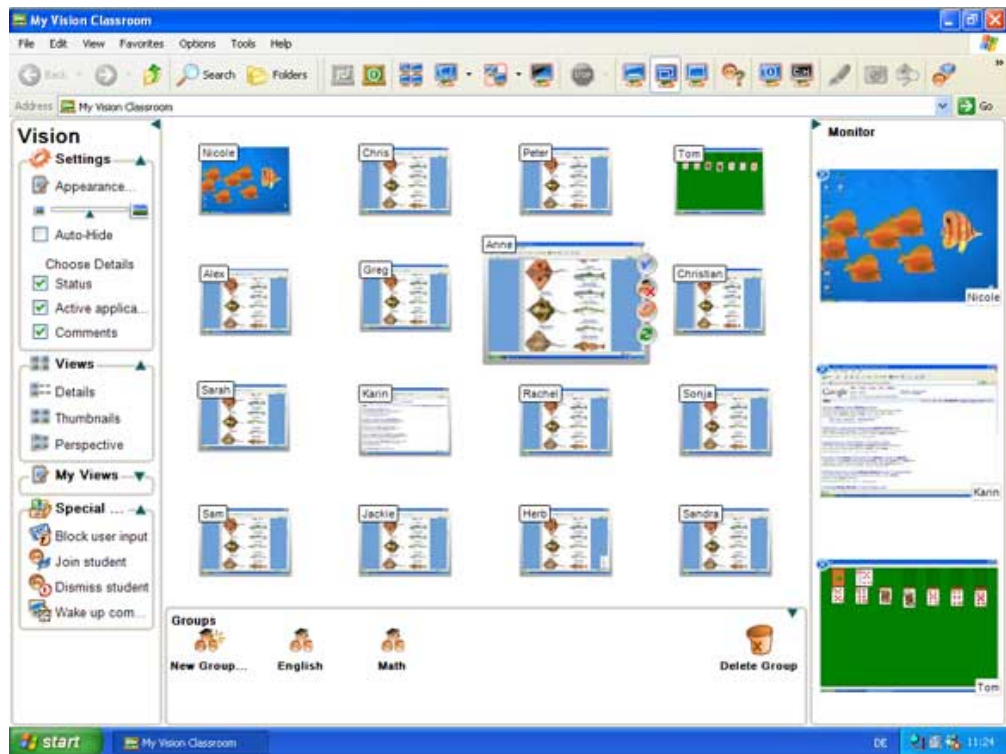 My Vision Classroom
File Edit View Favorites Options Tools Help
Back Search Folders
Address My Vision Classroom Go
Vision
Settings
Appearance...
Auto-Hide
Choose Details
Status
Active applica...
Comments
Views
Details
Thumbnails
Perspective
My Views
Special ...
Block user input
Join student
Dismiss student
Wake up com...
Nicole Chris Peter Tom
Alex Greg Anne Christian
Sarah Karin Rachel Sonja
Sam Jackie Herb Sandra
Groups
New Group... English Math Delete Group
Monitor
Nicole
Google
Karin
Tom
start My Vision Classroom DE 11:24